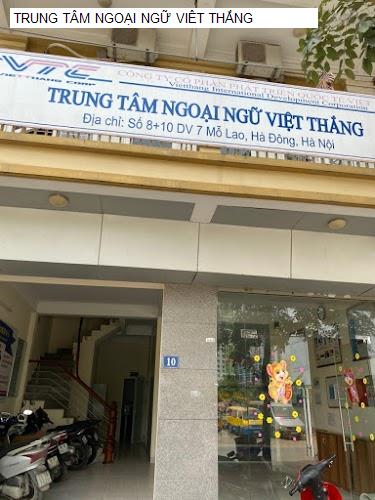 TRUNG TÂM NGOẠI NGỮ VIỆT THẮNG
VTC
VIETTHANG CORP
CÔNG TY CỔ PHẦN PHÁT TRIỂN QUỐC TẾ VIỆT
Vietthang International Development Corporation
TRUNG TÂM NGOẠI NGỮ VIỆT THẮNG
Địa chỉ: Số 8+10 DV 7 Mỗ Lao, Hà Đông, Hà Nội
10